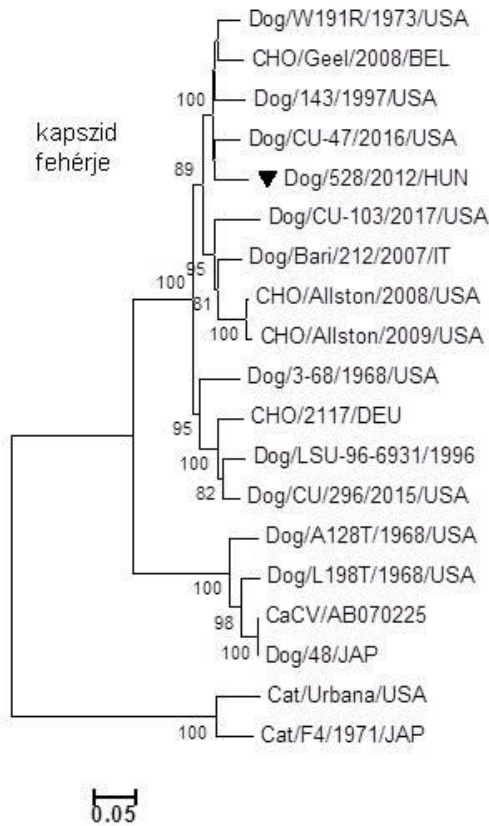 Dog/W191R/1973/USA
CHO/Geel/2008/BEL
100
Dog/143/1997/USA
kapszid
fehérje
Dog/CU-47/2016/USA
89
Dog/528/2012/HUN
Dog/CU-103/2017/USA
Dog/Bari/212/2007/IT
95
100
81
CHO/Allston/2008/USA
100
CHO/Allston/2009/USA
Dog/3-68/1968/USA
95
CHO/2117/DEU
100
Dog/LSU-96-6931/1996
82
Dog/CU/296/2015/USA
Dog/A128T/1968/USA
100
Dog/L198T/1968/USA
98
CaCV/AB070225
100
Dog/48/JAP
Cat/Urbana/USA
100
Cat/F4/1971/JAP
0.05